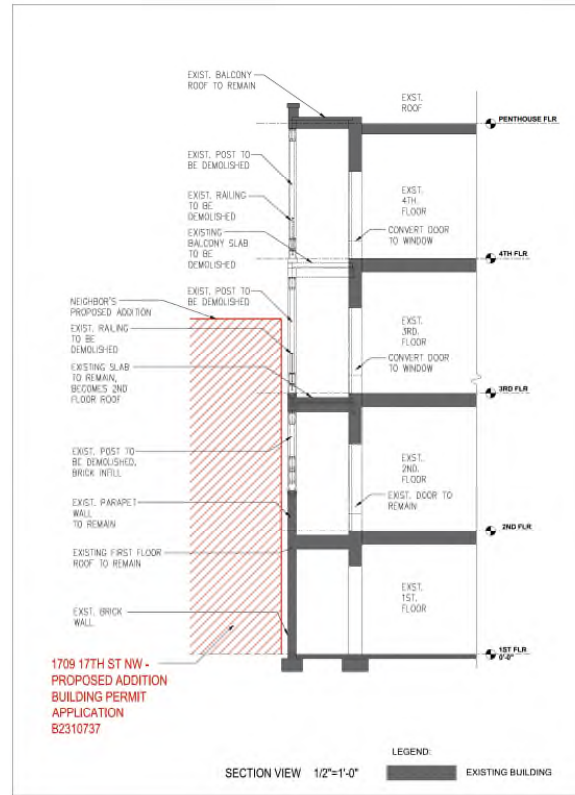 EXIST. BALCONY
ROOF TO REMAIN
EXST.
ROOF
PENTHOUSE FLR
EXIST. POST TO
BE DEMOLISHED
EXST.
4TH.
FLOOR
EXIST. RAILING
TO BE
DEMOLISHED
CONVERT DOOR
TO WINDOW
EXISTING
BALCONY SLAB
TO BE
DEMOLISHED
4TH FLR
EXIST. POST TO
BE DEMOLISHED
NEIGHBOR'S
PROPOSED ADDITION
EXIST. RAILING
TO BE
DEMOLISHED
EXST.
3RD.
FLOOR
CONVERT DOOR
TO WINDOW
EXISTING SLAB
TO REMAIN,
BECOMES 2ND
FLOOR ROOF
3RD FLR
EXIST. POST TO
BE DEMOLISHED,
BRICK INFILL
EXST.
2ND.
FLOOR
EXIST. DOOR TO
REMAIN
EXST. PARAPET
WALL
TO REMAIN
2ND FLR
EXISTING FIRST FLOOR
ROOF TO REMAIN
EXST.
1ST.
FLOOR
EXST. BRICK
WALL
1ST FLR
0'-0"
1709 17TH ST NW -
PROPOSED ADDITION
BUILDING PERMIT
APPLICATION
B2310737
SECTION VIEW 1/2"=1'-0"
LEGEND:
EXISTING BUILDING